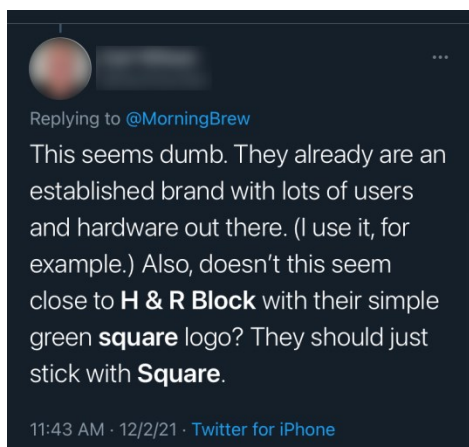 Replying to @MorningBrew
This seems dumb. They already are an
established brand with lots of users
and hardware out there. (I use it, for
example.) Also, doesn’t this seem
close to H & R Block with their simple
green square logo? They should just
stick with Square.
11:43 AM · 12/2/21 · Twitter for iPhone